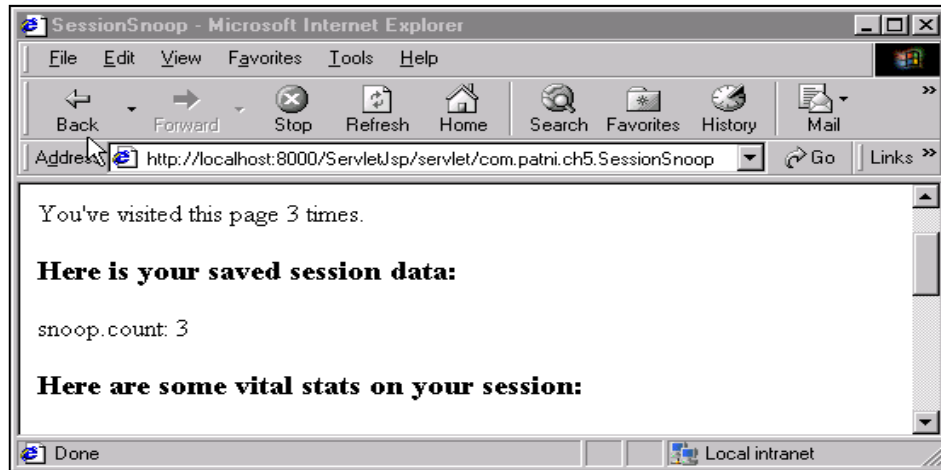 SessionSnoop - Microsoft Internet Explorer
File Edit View Favorites Tools Help
Back Forward Stop Refresh Home Search Favorites History Mail »
Address http://localhost:8000/ServletJsp/servlet/com.patni.ch5.SessionSnoop Go Links »
You've visited this page 3 times.
Here is your saved session data:
snoop.count: 3
Here are some vital stats on your session:
Done Local intranet